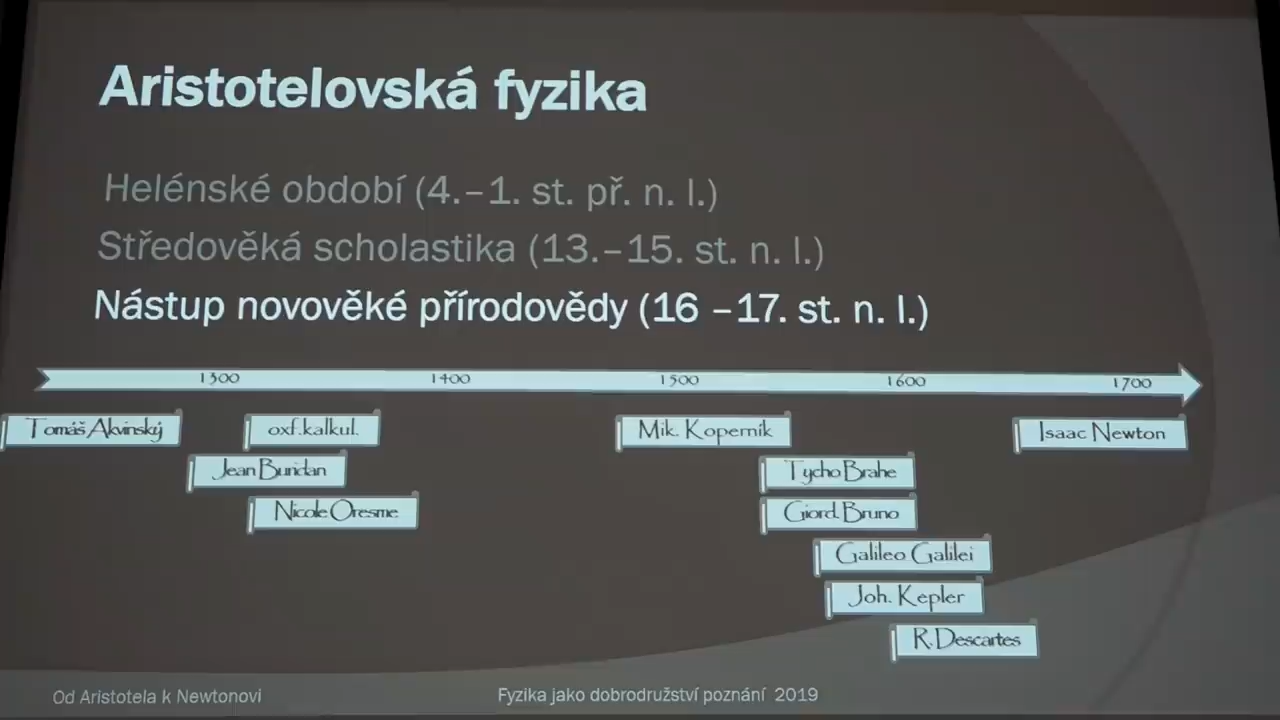 Aristotelovská fyzika
Helénské období (4.–1. st. př. n. l.)
Středověká scholastika (13.–15. st. n. l.)
Nástup novověké přírodovědy (16 –17. st. n. l.)
1300 1400 1500 1600 1700
Tomáš Akvinský oxf.kalkul. Mik. Koperník Isaac Newton
Jean Buridan Tycho Brahe
Nicole Oresme Giord. Bruno
Galileo Galilei
Joh. Kepler
R.Descartes
Od Aristotela k Newtonovi Fyzika jako dobrodružství poznání 2019